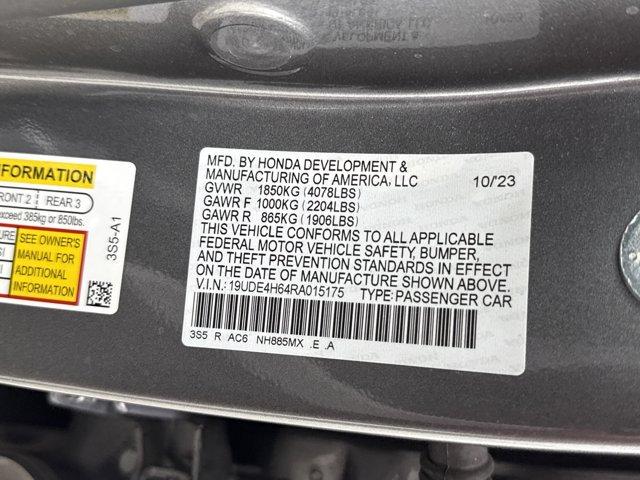 INFORMATION
FRONT 2 REAR 3
exceed 385kg or 850lbs.
SEE OWNER'S
MANUAL FOR
ADDITIONAL
INFORMATION
3S5-A1
MFD. BY HONDA DEVELOPMENT &
MANUFACTURING OF AMERICA, LLC 10/'23
GVWR 1850KG (4078LBS)
GAWR F 1000KG (2204LBS)
GAWR R 865KG (1906LBS)
THIS VEHICLE CONFORMS TO ALL APPLICABLE
FEDERAL MOTOR VEHICLE SAFETY, BUMPER,
AND THEFT PREVENTION STANDARDS IN EFFECT
ON THE DATE OF MANUFACTURE SHOWN ABOVE.
V.I.N.: 19UDE4H64RA015175 TYPE: PASSENGER CAR
3S5 R AC6 NH885MX .E .A